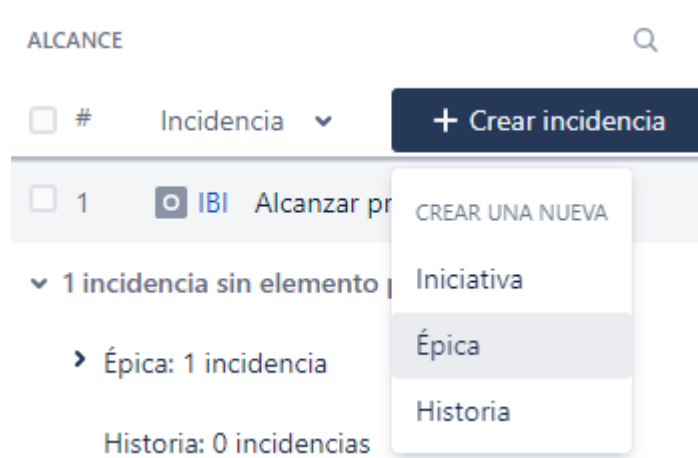 ALCANCE
# Incidencia + Crear incidencia
1 O IBI Alcanzar pr
CREAR UNA NUEVA
1 incidencia sin elemento
Iniciativa
Épica
Épica: 1 incidencia
Historia
Historia: 0 incidencias